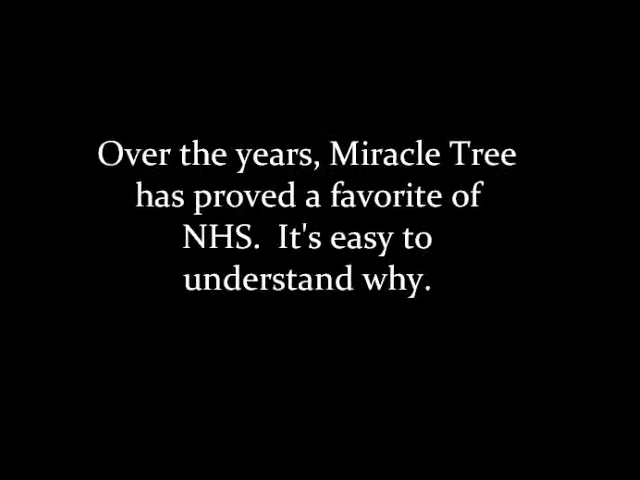 Over the years, Miracle Tree
has proved a favorite of
NHS.  It's easy to
understand why.